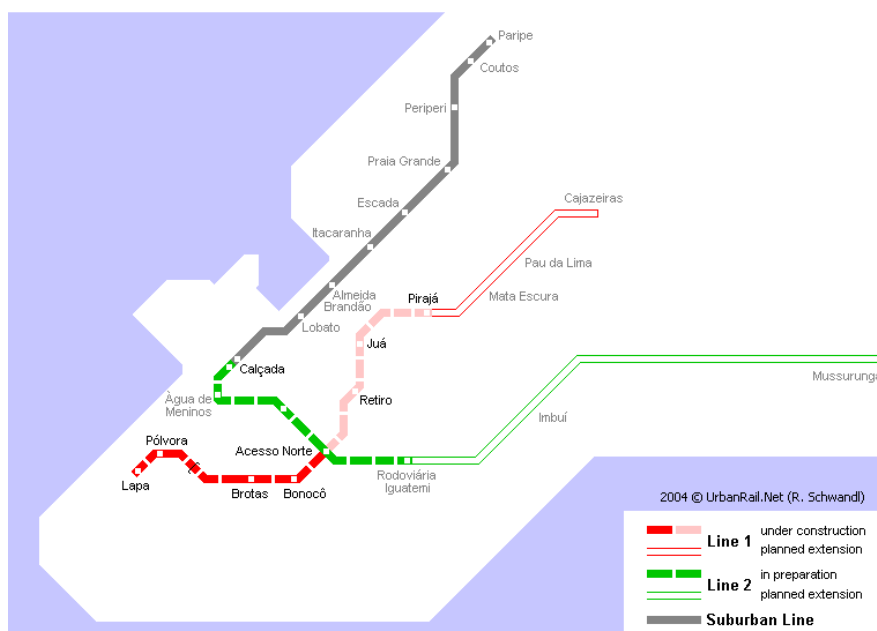 Paripe
Coutos
Periperi
Praia Grande
Escada
Cajazeiras
Itacaranha
Pau da Lima
Almeida
Brandão
Pirajá
Mata Escura
Lobato
Juá
Calçada
Mussurunga
Àgua de
Meninos
Retiro
Imbuí
Pólvora
Acesso Norte
Rodoviária
Iguatemi
Lapa
Brotas
Bonocô
2004 © UrbanRail.Net (R. Schwandl)
Line 1
under construction
planned extension
Line 2
in preparation
planned extension
Suburban Line